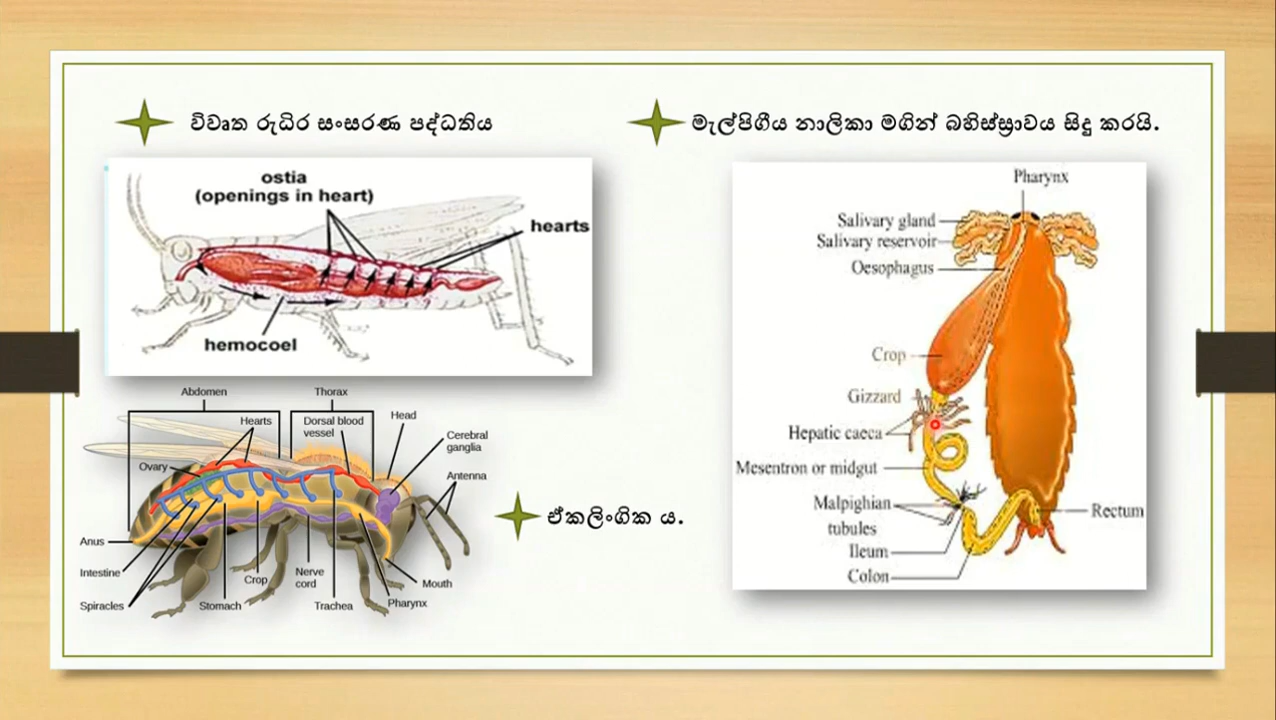 විවෘත රුධිර සංසරණ පද්ධතිය
ostia
(openings in heart)
hearts
hemocoel
Abdomen
Thorax
Hearts
Dorsal blood
vessel
Head
Cerebral
ganglia
Ovary
Antenna
Anus
Intestine
Spiracles
Stomach
Crop
Nerve
cord
Trachea
Pharynx
Mouth
ඒකලිංගික ය.
මැල්පිගීය නාලිකා මගින් බහිස්ස්‍රාවය සිදු කරයි.
Pharynx
Salivary gland
Salivary reservoir
Oesophagus
Crop
Gizzard
Hepatic caeca
Mesentron or midgut
Malpighian
tubules
Ileum
Colon
Rectum